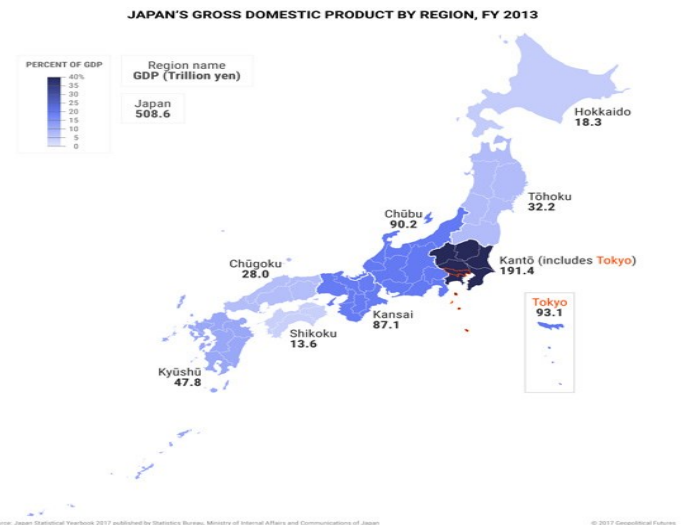 JAPAN'S GROSS DOMESTIC PRODUCT BY REGION, FY 2013
PERCENT OF GDP
40%
35
30
25
20
15
10
5
0
Region name
GDP (Trillion yen)
Japan
508.6
Hokkaido
18.3
Tōhoku
32.2
Chūbu
90.2
Kantō (includes Tokyo)
191.4
Chūgoku
28.0
Tokyo
93.1
Kansai
87.1
Shikoku
13.6
Kyūshū
47.8
Japan Statistical Yearbook 2017 published by Statistics Bureau, Ministry of Internal Affairs and Communications of Japan
© 2017 Geopolitical Futures